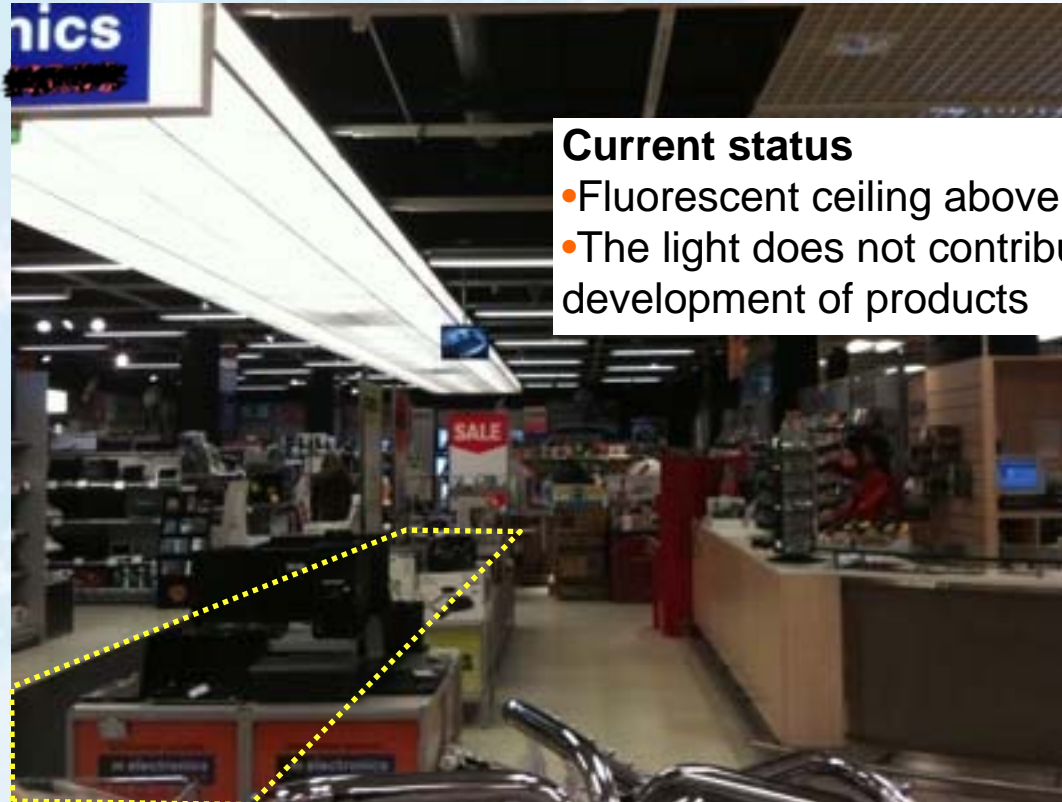 nics
Current status
•Fluorescent ceiling above
•The light does not contribu
development of products
SALE
m electronics
m electronics